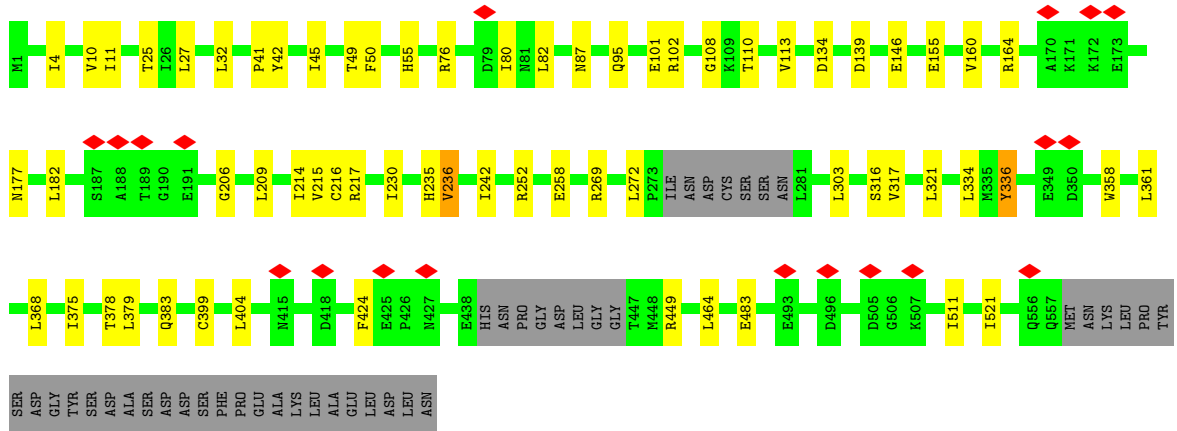 M1 I4 V10 I11 T25 I26 L27 L32 P41 Y42 I45 T49 F50 H55 R76 D79 I80 N81 L82 N87 Q95 E101 R102 G108 K109 T110 V113 D134 D139 E146 E155 V160 R164 A170 K171 K172 E173
N177 L182 S187 A188 T189 G190 E191 G206 L209 I214 V215 C216 R217 I230 H235 V236 I242 R252 E258 R269 L272 P273 ILE ASN ASP CYS SER SER ASN L281 L303 S316 V317 L321 L334 M335 Y336 E349 D350 W358 L361
L368 I375 T378 L379 Q383 C399 L404 N415 D418 F424 E425 P426 N427 E438 HIS ASN PRO GLY ASP LEU GLY GLY T447 M448 R449 L464 E483 E493 D496 D505 G506 K507 I511 I521 Q556 Q557 MET ASN LYS LEU PRO TYR
SER ASP GLY TYR SER ASP ALA SER ASP ASP SER PHE PRO GLU ALA LYS LEU ALA GLU LEU ASP LEU ASN